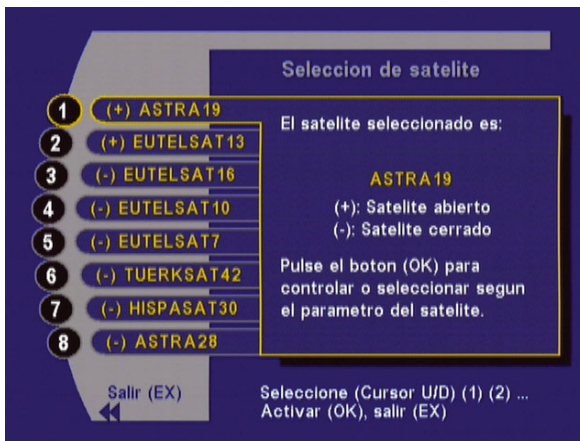 Seleccion de satelite
1 (+) ASTRA19
2 (+) EUTELSAT13
3 (-) EUTELSAT16
4 (-) EUTELSAT10
5 (-) EUTELSAT7
6 (-) TUERKSAT42
7 (-) HISPASAT30
8 (-) ASTRA28
El satelite seleccionado es:
ASTRA19
(+): Satelite abierto
(-): Satelite cerrado
Pulse el boton (OK) para
controlar o seleccionar segun
el parametro del satelite.
Salir (EX)
Seleccione (Cursor U/D) (1) (2) ...
Activar (OK), salir (EX)